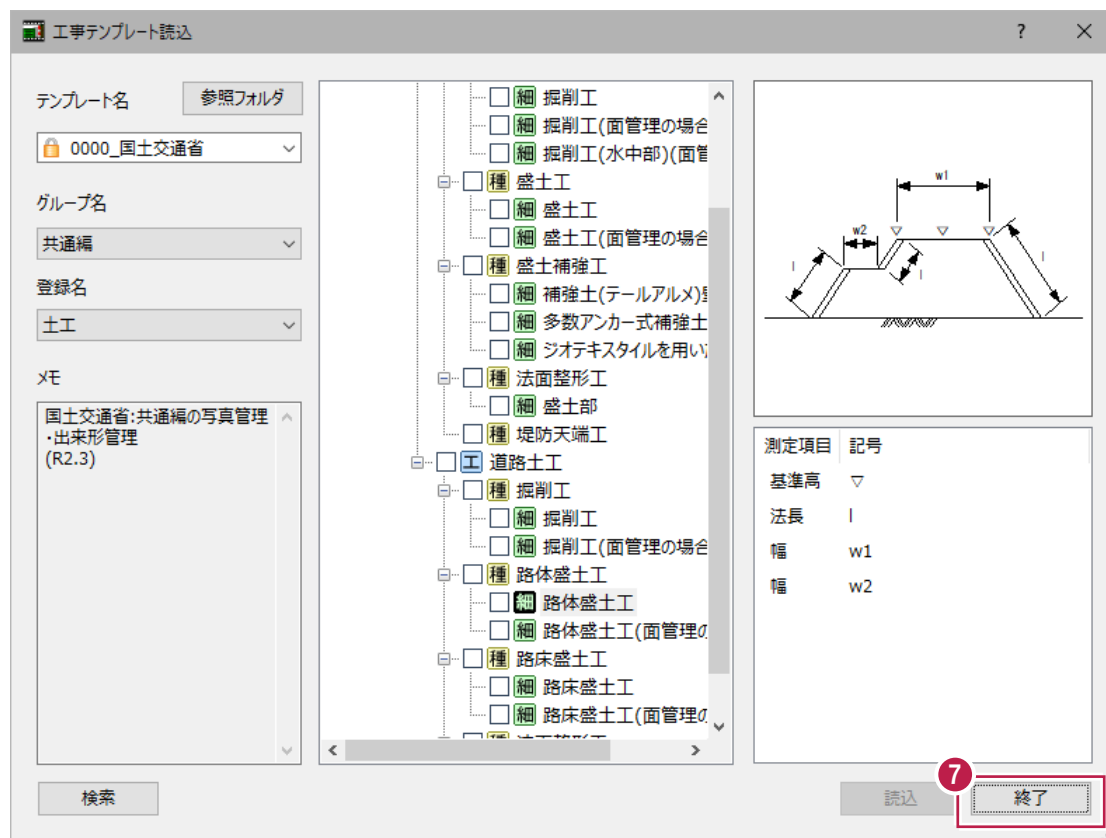 工事テンプレート読込
?
テンプレート名
参照フォルダ
0000_国土交通省
グループ名
共通編
登録名
土工
メモ
国土交通省:共通編の写真管理
・出来形管理
(R2.3)
検索
細 掘削工
細 掘削工(面管理の場合
細 掘削工(水中部)(面管
種 盛土工
細 盛土工
細 盛土工(面管理の場合
種 盛土補強工
細 補強土(テールアルメ)
細 多数アンカー式補強土
細 ジオテキスタイルを用い
種 法面整形工
細 盛土部
種 堤防天端工
工 道路土工
種 掘削工
細 掘削工
細 掘削工(面管理の場合
種 路体盛土工
細 路体盛土工
細 路体盛土工(面管理の
種 路床盛土工
細 路床盛土工
細 路床盛土工(面管理の
w1
w2
l
l
l
測定項目 記号
基準高 ▽
法長 l
幅 w1
幅 w2
読込
7
終了